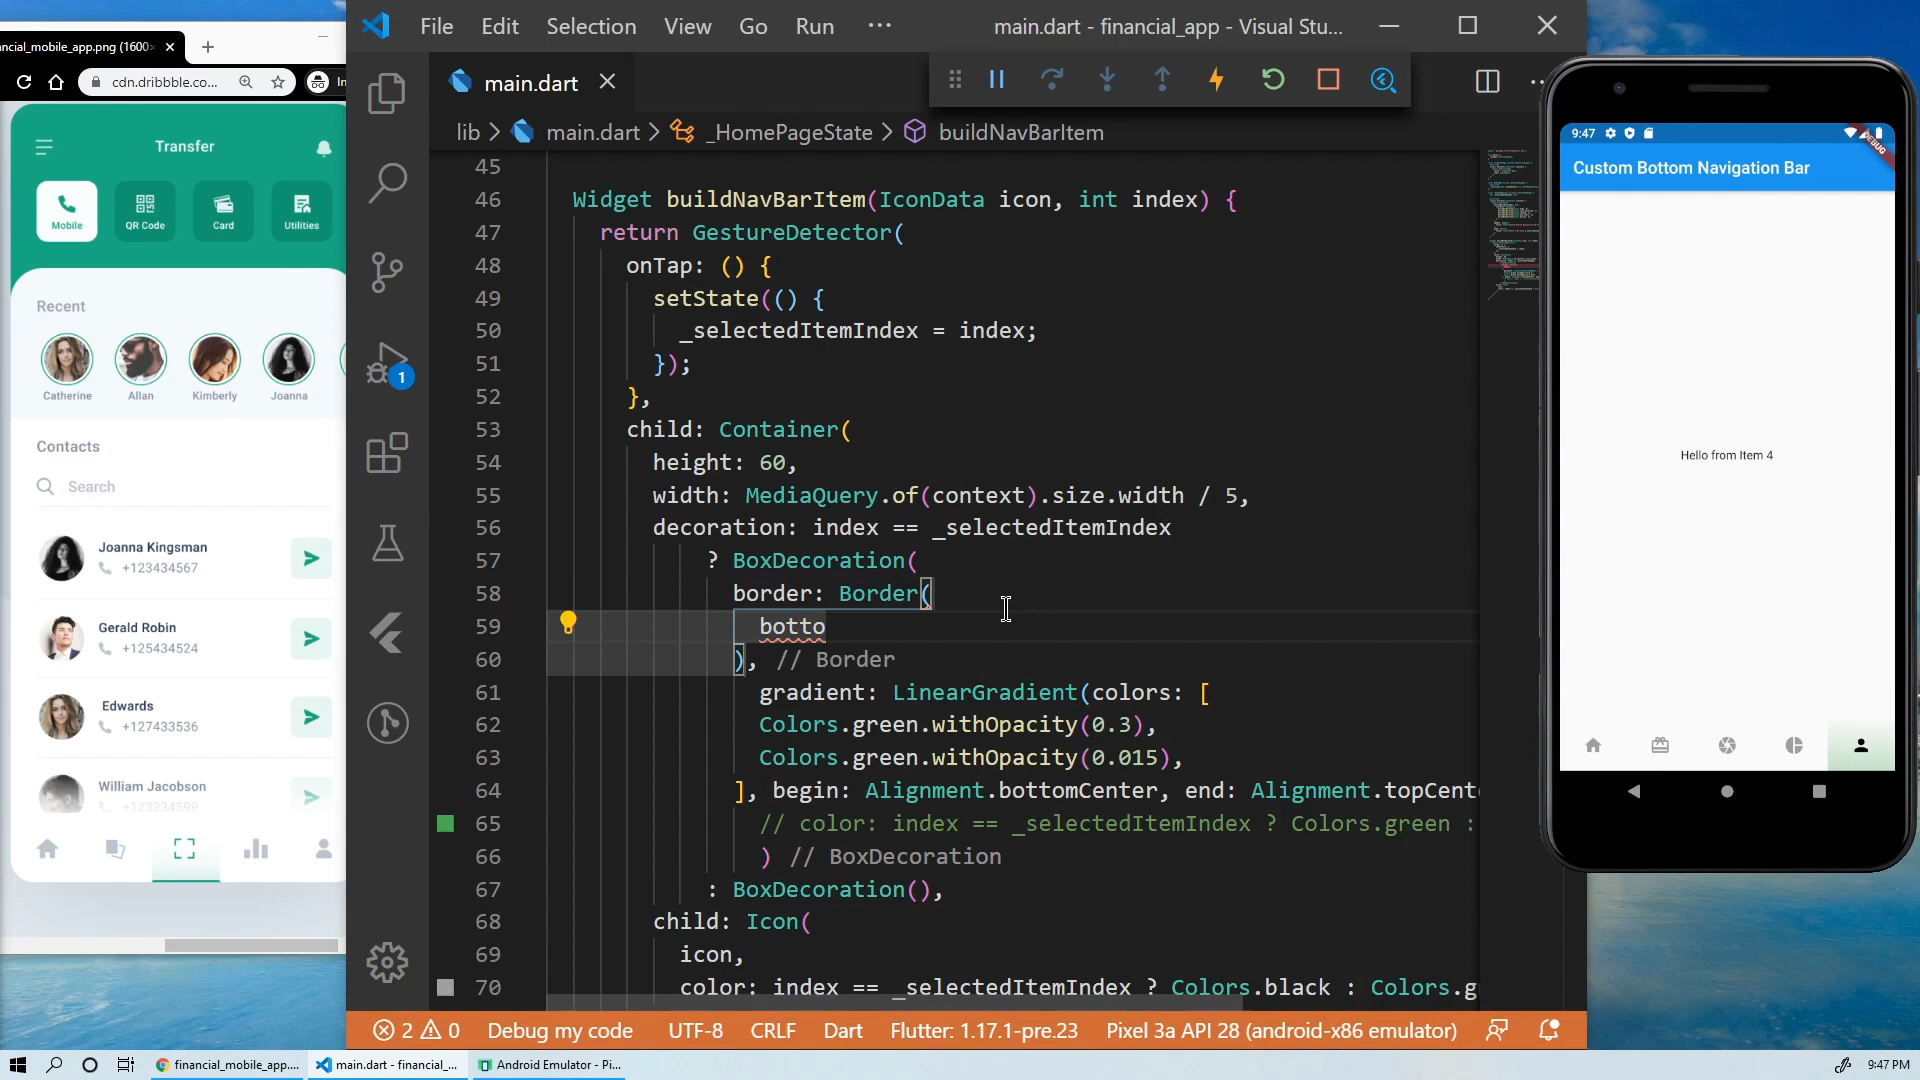 ncial_mobile_app.png (1600×
cdn.dribbble.co...
In
Transfer
Mobile
QR Code
Card
Utilities
Recent
Catherine
Allan
Kimberly
Joanna
Contacts
Search
Joanna Kingsman
+123434567
Gerald Robin
+125434524
Edwards
+127433536
William Jacobson
+123334599
File Edit Selection View Go Run ···
main.dart - financial_app - Visual Stu...
main.dart
lib > main.dart > _HomePageState > buildNavBarItem
45
46 Widget buildNavBarItem(IconData icon, int index) {
47 return GestureDetector(
48 onTap: () {
49 setState(() {
50 _selectedItemIndex = index;
51 });
52 },
53 child: Container(
54 height: 60,
55 width: MediaQuery.of(context).size.width / 5,
56 decoration: index == _selectedItemIndex
57 ? BoxDecoration(
58 border: Border(
59 botto
60 ), // Border
61 gradient: LinearGradient(colors: [
62 Colors.green.withOpacity(0.3),
63 Colors.green.withOpacity(0.015),
64 ], begin: Alignment.bottomCenter, end: Alignment.topCente
65 // color: index == _selectedItemIndex ? Colors.green :
66 ) // BoxDecoration
67 : BoxDecoration(),
68 child: Icon(
69 icon,
70 color: index == _selectedItemIndex ? Colors.black : Colors.g
1
2 0 Debug my code UTF-8 CRLF Dart Flutter: 1.17.1-pre.23 Pixel 3a API 28 (android-x86 emulator)
9:47
DEBUG
Custom Bottom Navigation Bar
Hello from Item 4
financial_mobile_app....
main.dart - financial_...
Android Emulator - Pi...
9:47 PM